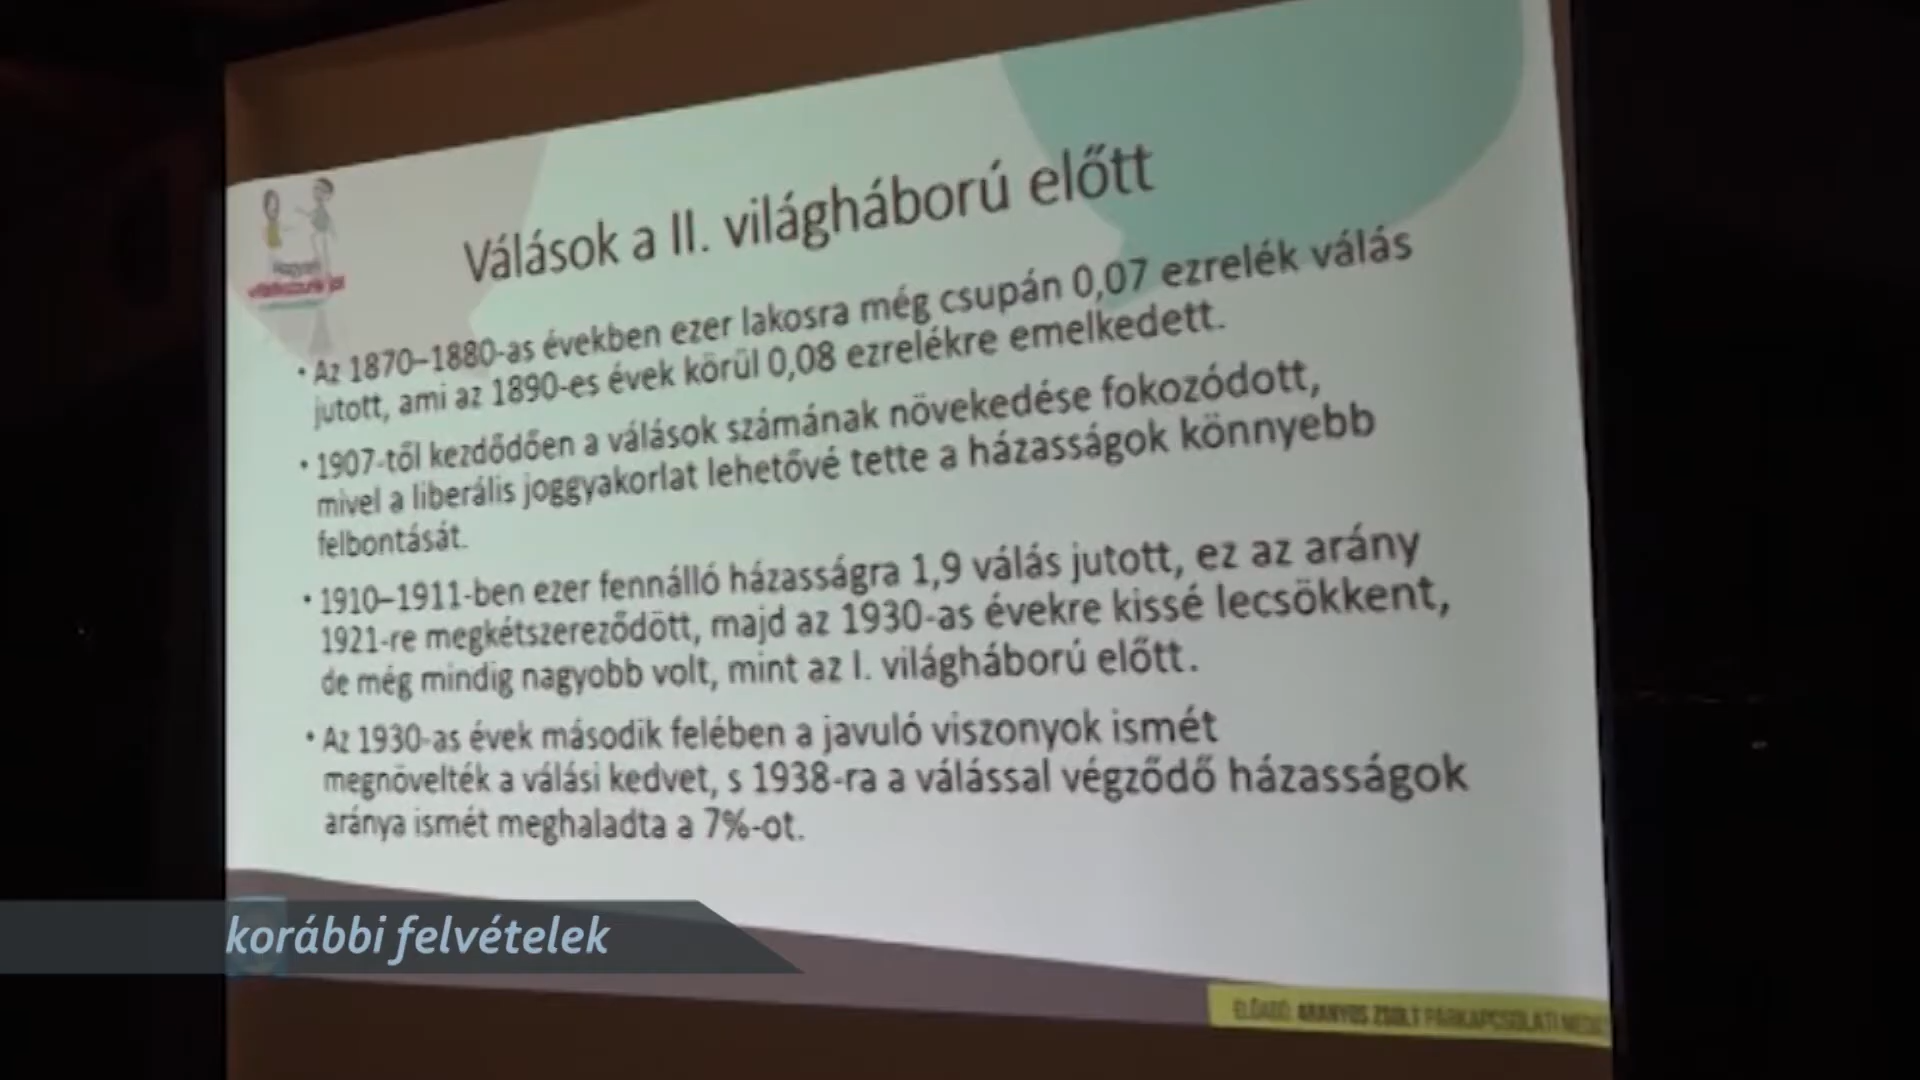 Válások a II. világháború előtt
Hogyan
• Az 1870–1880-as években ezer lakosra még csupán 0,07 ezrelék válás
jutott, ami az 1890-es évek körül 0,08 ezrelékre emelkedett.
• 1907-től kezdődően a válások számának növekedése fokozódott,
mivel a liberális joggyakorlat lehetővé tette a házasságok könnyebb
felbontását.
• 1910–1911-ben ezer fennálló házasságra 1,9 válás jutott, ez az arány
1921-re megkétszereződött, majd az 1930-as évekre kissé lecsökkent,
de még mindig nagyobb volt, mint az I. világháború előtt.
• Az 1930-as évek második felében a javuló viszonyok ismét
megnövelték a válási kedvet, s 1938-ra a válással végződő házasságok
aránya ismét meghaladta a 7%-ot.
korábbi felvételek
ELŐADÓ: ARANYOS ZSOLT PÁRKAPCSOLATI